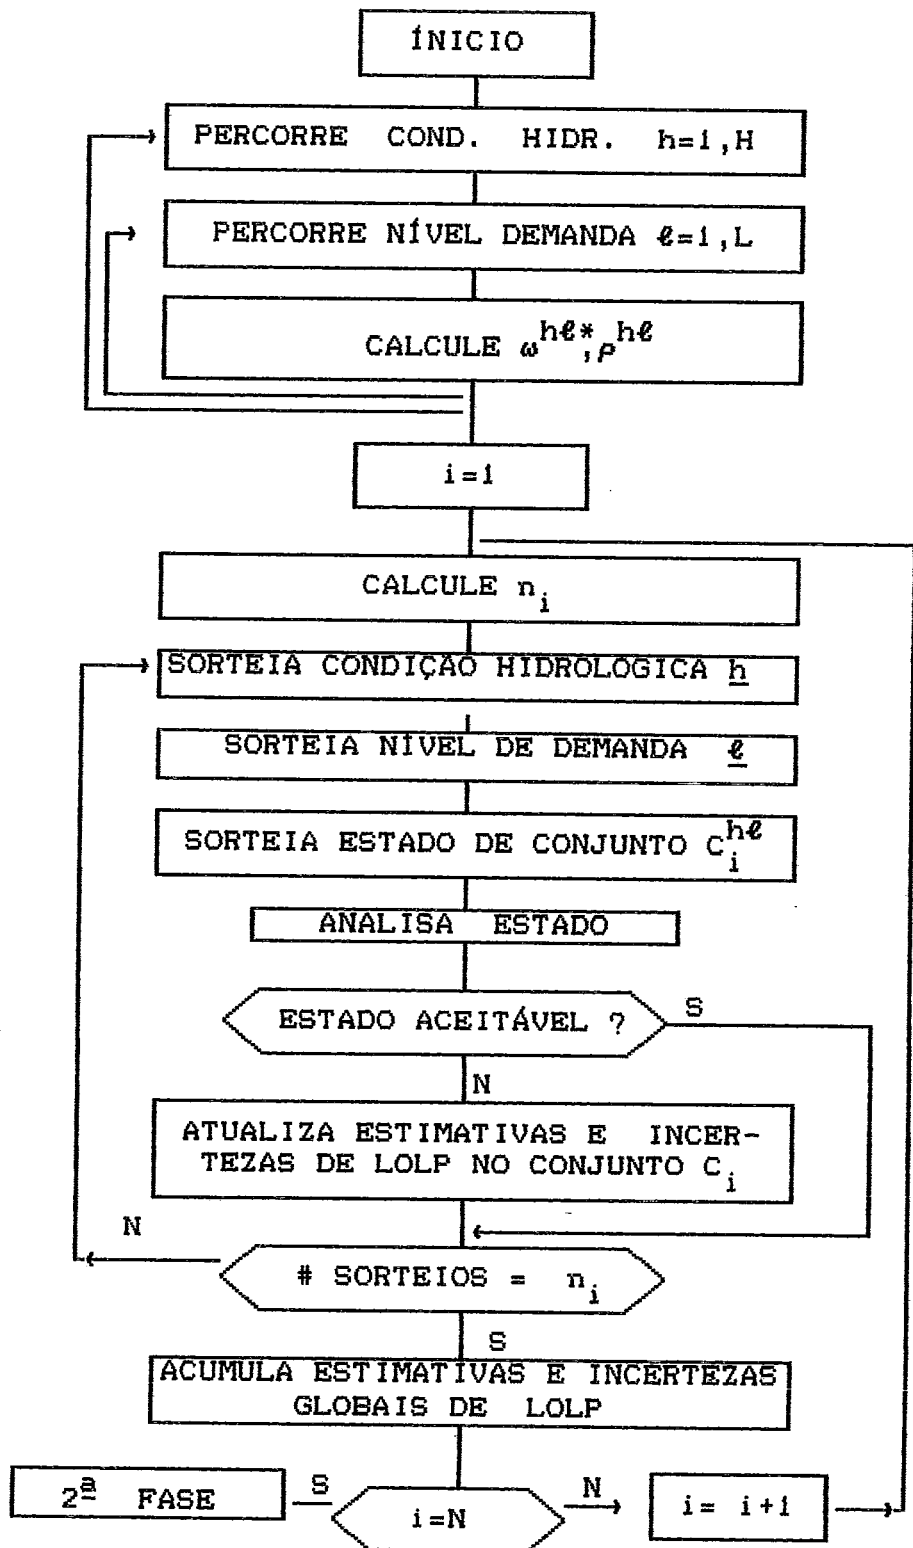 ÍNICIO
PERCORRE COND. HIDR. h=1,H
PERCORRE NÍVEL DEMANDA ℓ=1,L
CALCULE ω^hℓ*,ρ^hℓ
i=1
CALCULE n_i
SORTEIA CONDIÇÃO HIDROLOGICA h
SORTEIA NÍVEL DE DEMANDA ℓ
SORTEIA ESTADO DE CONJUNTO C_i^hℓ
ANALISA ESTADO
ESTADO ACEITÁVEL ?
S
N
ATUALIZA ESTIMATIVAS E INCER-
TEZAS DE LOLP NO CONJUNTO C_i
N
# SORTEIOS = n_i
S
ACUMULA ESTIMATIVAS E INCERTEZAS
GLOBAIS DE LOLP
2ª FASE
S
i=N
N
i= i+1